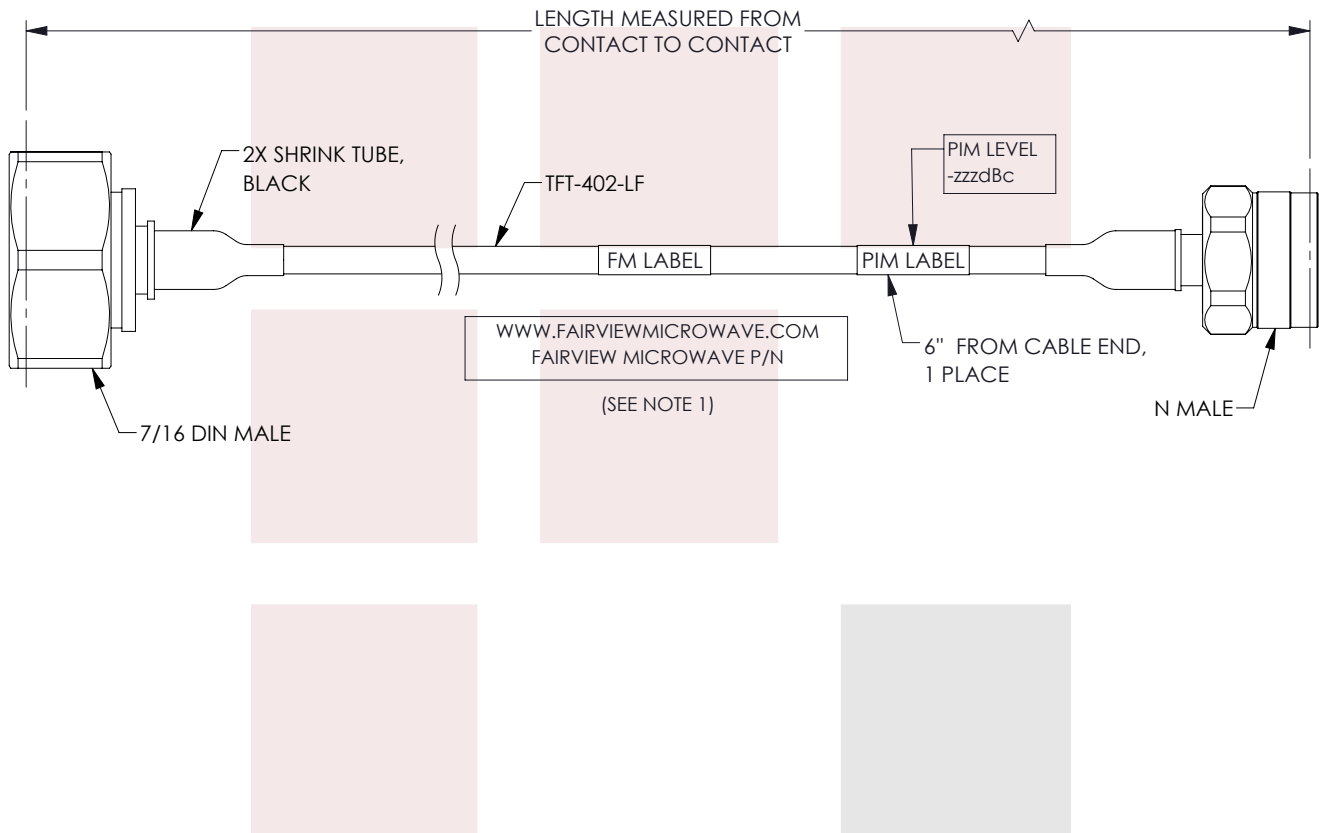 LENGTH MEASURED FROM
CONTACT TO CONTACT
2X SHRINK TUBE,
BLACK
TFT-402-LF
PIM LEVEL
-zzzdBc
FM LABEL
PIM LABEL
WWW.FAIRVIEWMICROWAVE.COM
FAIRVIEW MICROWAVE P/N
(SEE NOTE 1)
6" FROM CABLE END,
1 PLACE
7/16 DIN MALE
N MALE